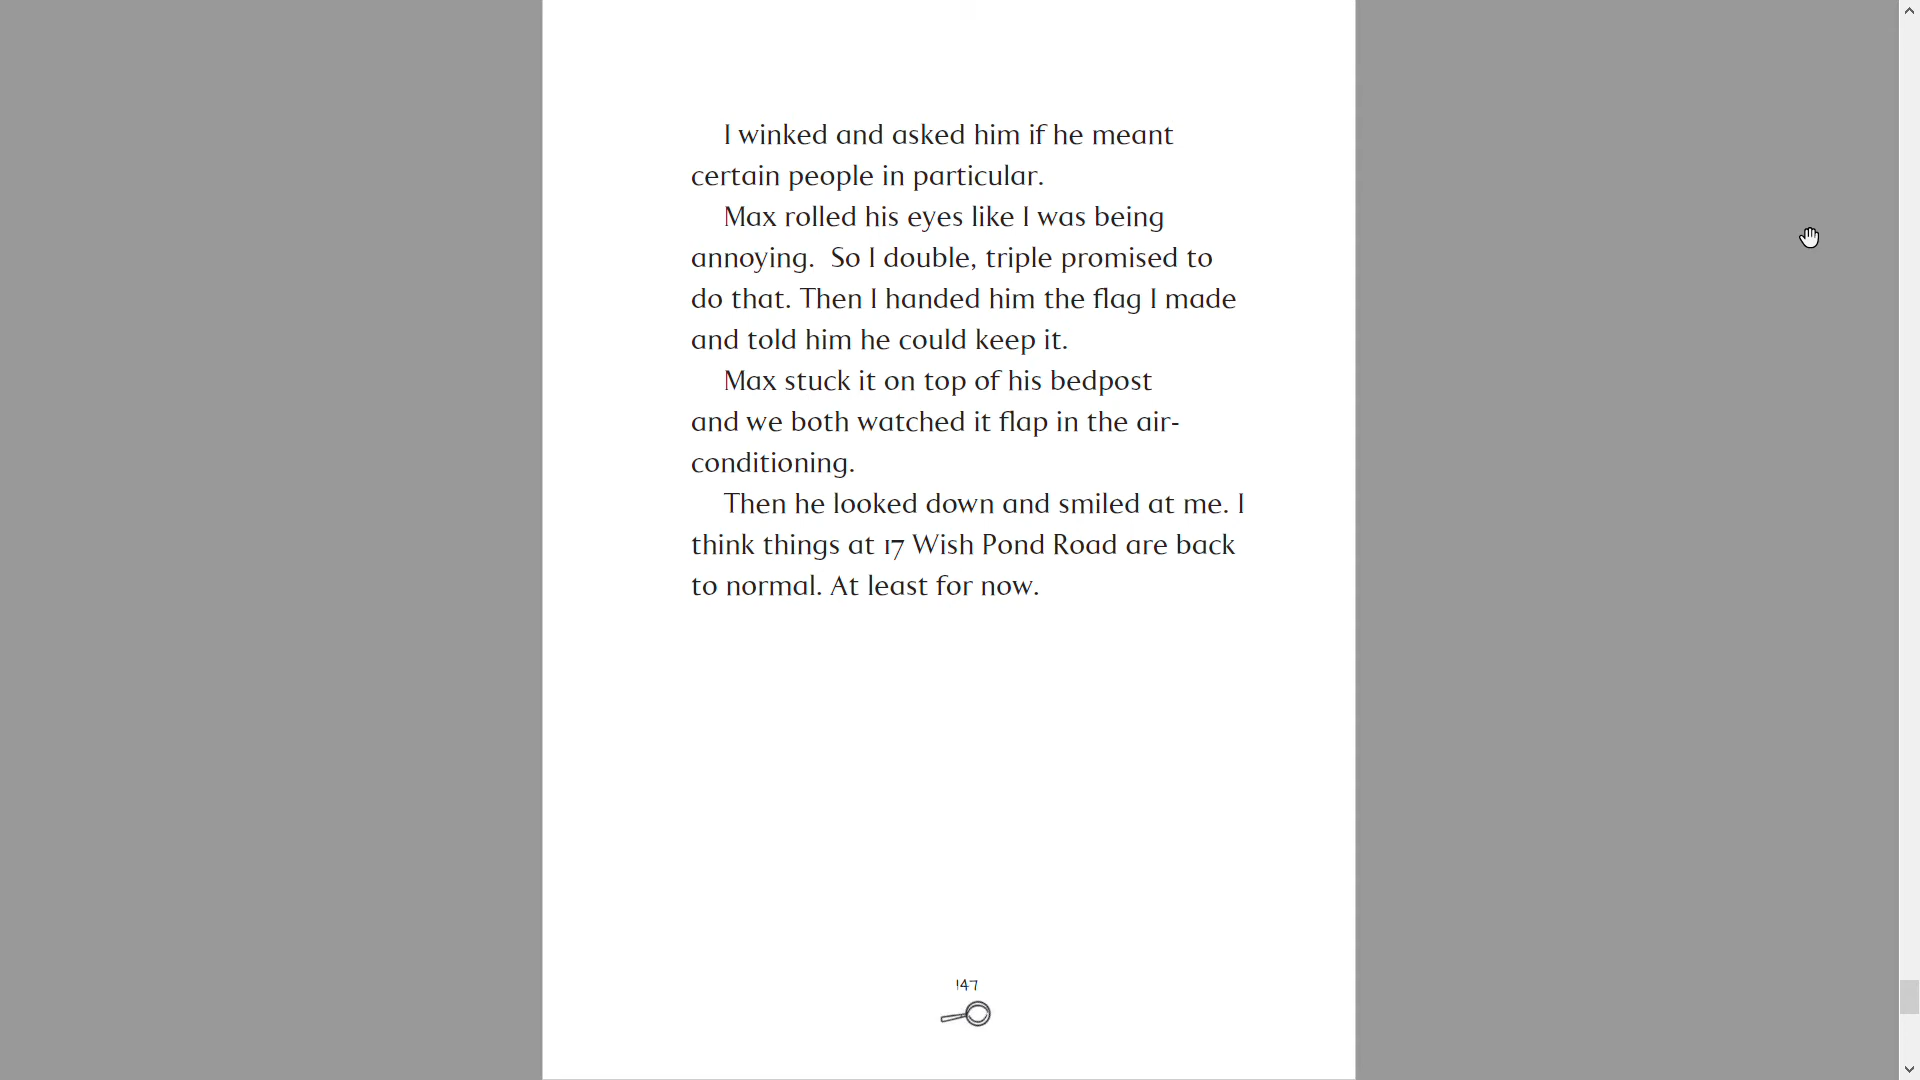 I winked and asked him if he meant
certain people in particular.
Max rolled his eyes like I was being
annoying.  So I double, triple promised to
do that. Then I handed him the flag I made
and told him he could keep it.
Max stuck it on top of his bedpost
and we both watched it flap in the air-
conditioning.
Then he looked down and smiled at me. I
think things at 17 Wish Pond Road are back
to normal. At least for now.
147